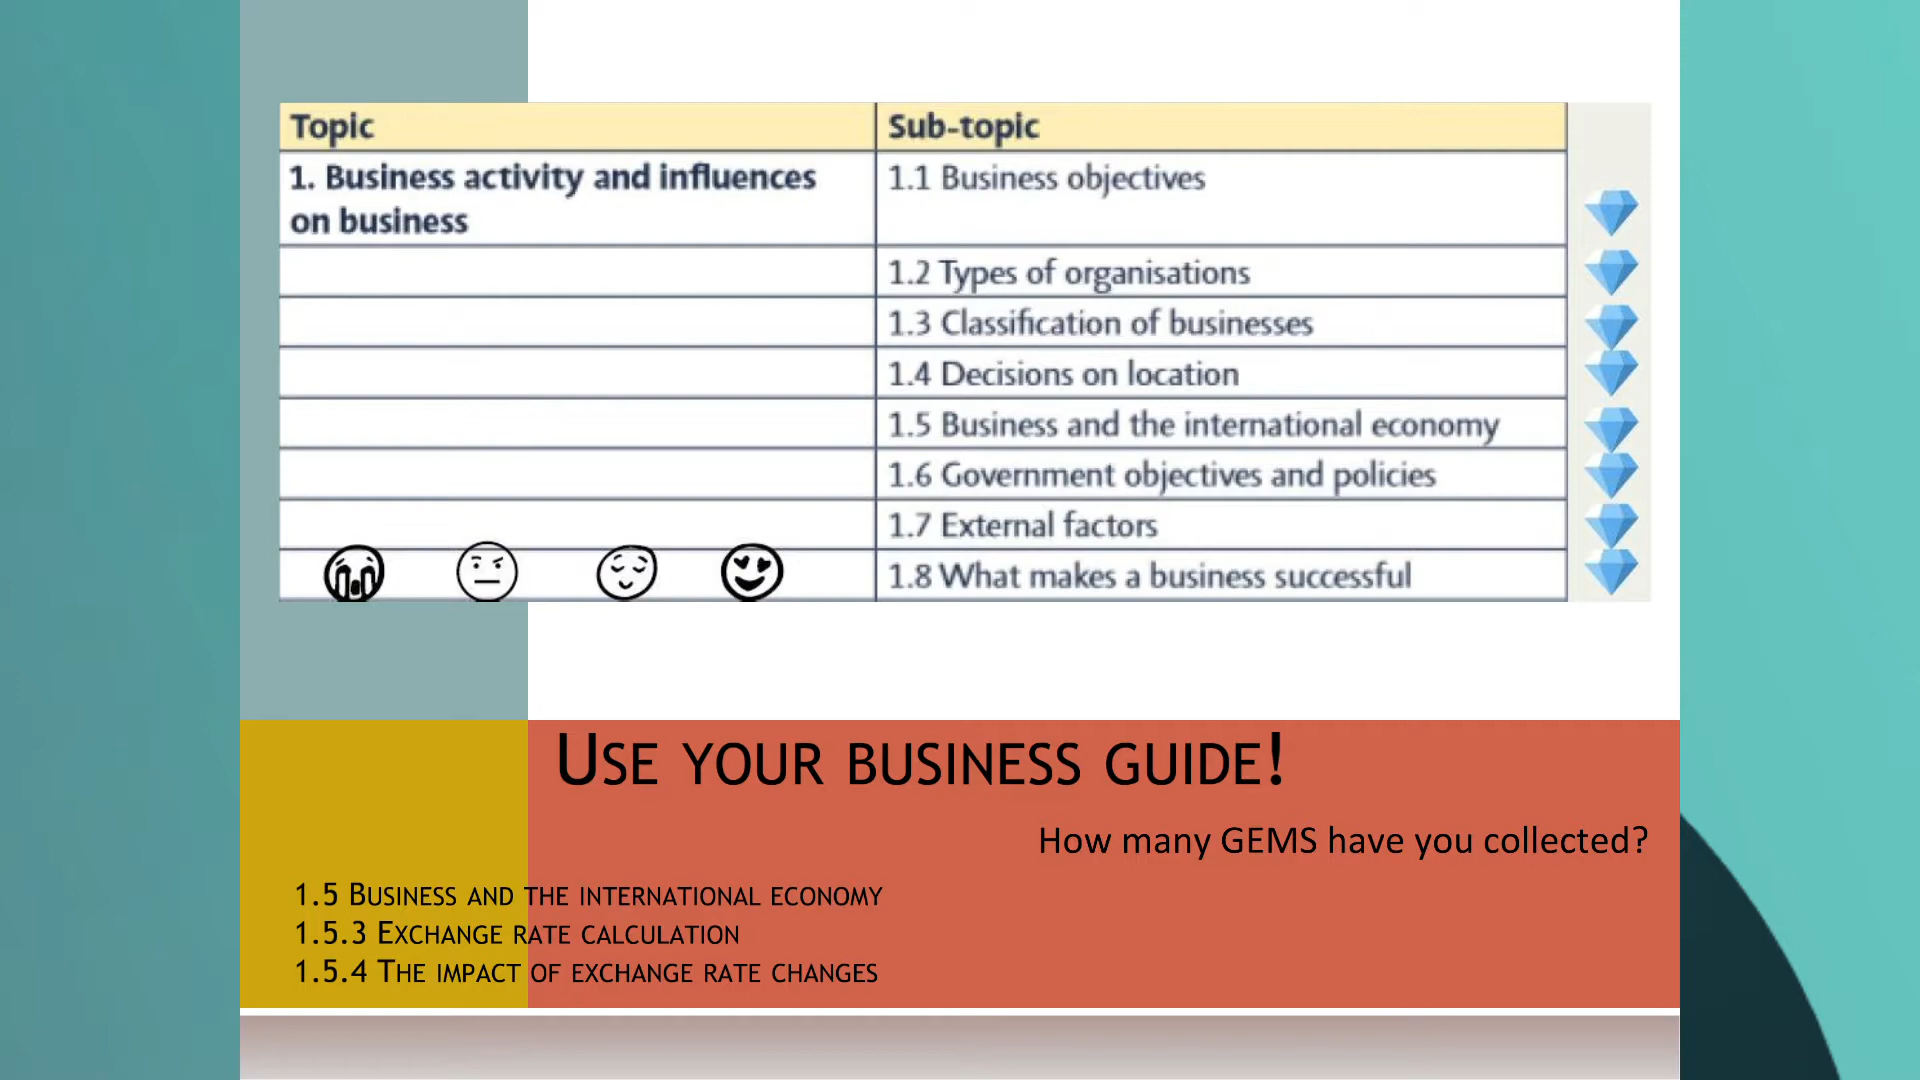 Topic
Sub-topic
1. Business activity and influences
on business
1.1 Business objectives
1.2 Types of organisations
1.3 Classification of businesses
1.4 Decisions on location
1.5 Business and the international economy
1.6 Government objectives and policies
1.7 External factors
1.8 What makes a business successful
USE YOUR BUSINESS GUIDE!
How many GEMS have you collected?
1.5 BUSINESS AND THE INTERNATIONAL ECONOMY
1.5.3 EXCHANGE RATE CALCULATION
1.5.4 THE IMPACT OF EXCHANGE RATE CHANGES